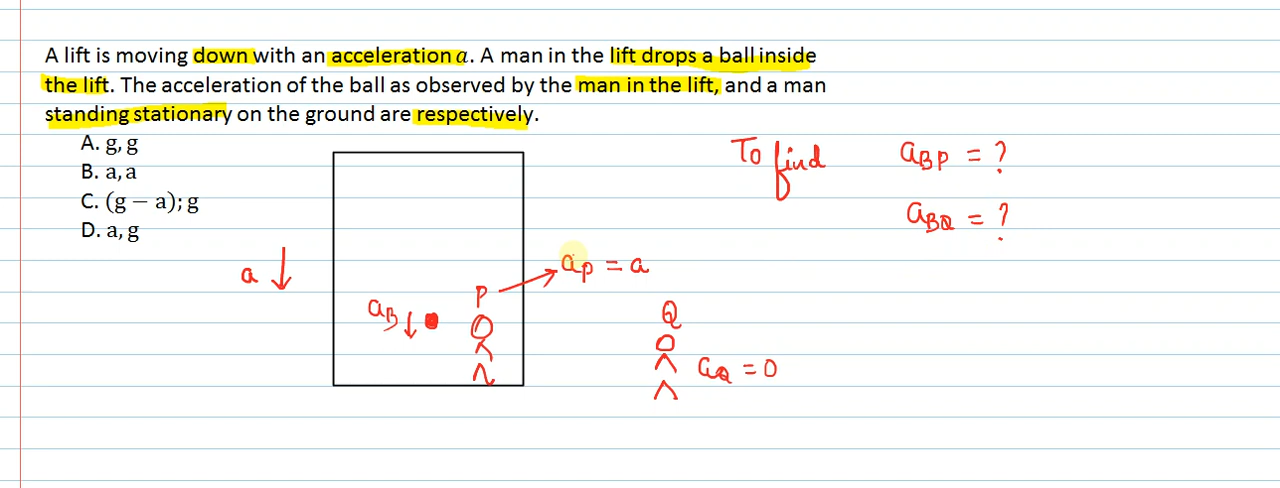 A lift is moving down with an acceleration a. A man in the lift drops a ball inside
the lift. The acceleration of the ball as observed by the man in the lift, and a man
standing stationary on the ground are respectively.
A. g, g
B. a, a
C. (g − a); g
D. a, g
To find
a_BP = ?
a_BQ = ?
a ↓
a_B ↓
P
a_P = a
Q
a_Q = 0